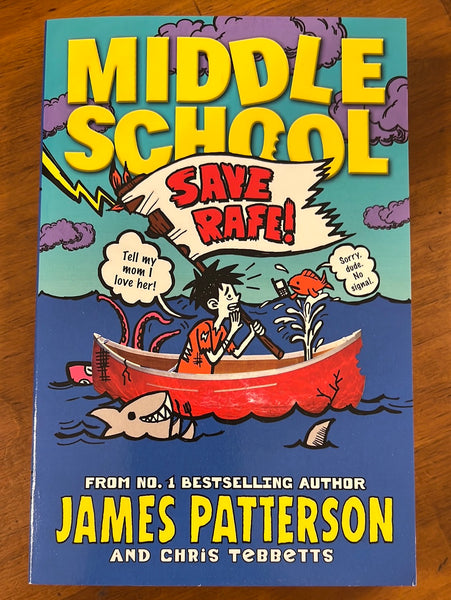 MIDDLE
SCHOOL
SAVE
RAFE!
Tell my
mom I
love her!
Sorry,
dude.
No
signal.
FROM NO. 1 BESTSELLING AUTHOR
JAMES PATTERSON
AND CHRIS TEBBETTS